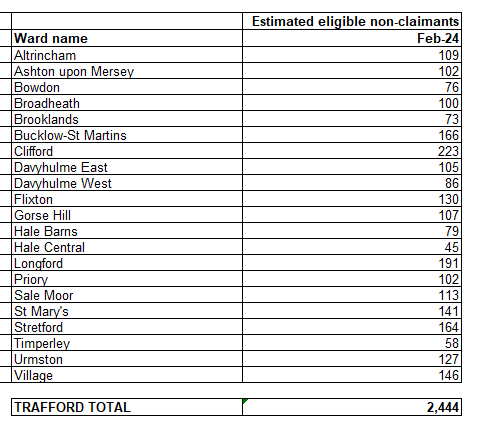 Estimated eligible non-claimants
Ward name Feb-24
Altrincham 109
Ashton upon Mersey 102
Bowdon 76
Broadheath 100
Brooklands 73
Bucklow-St Martins 166
Clifford 223
Davyhulme East 105
Davyhulme West 86
Flixton 130
Gorse Hill 107
Hale Barns 79
Hale Central 45
Longford 191
Priory 102
Sale Moor 113
St Mary's 141
Stretford 164
Timperley 58
Urmston 127
Village 146
TRAFFORD TOTAL 2,444